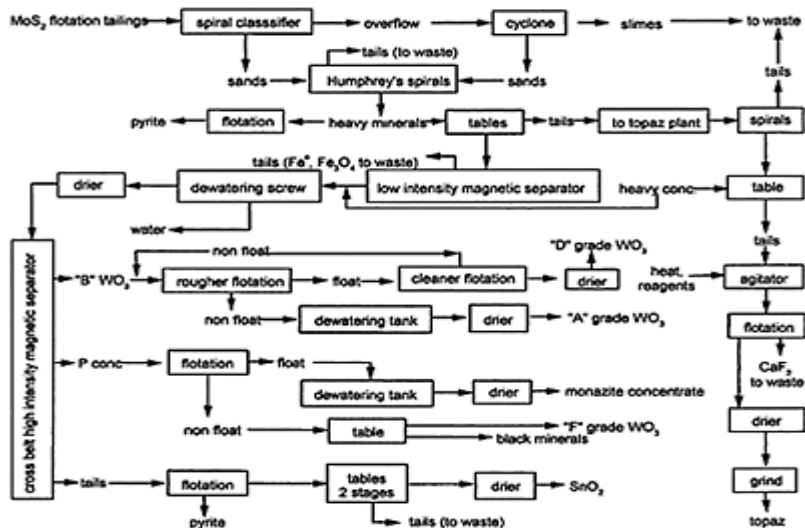 MoS2 flotation tailings
spiral classsifier
overflow
cyclone
slimes
to waste
tails (to waste)
tails
sands
Humphrey's spirals
sands
pyrite
flotation
heavy minerals
tables
tails
to topaz plant
spirals
tails (Fe+, Fe3O4 to waste)
drier
dewatering screw
low intensity magnetic separator
heavy conc.
table
water
tails
non float
"D" grade WO3
"B" WO3
rougher flotation
float
cleaner flotation
drier
heat,
reagents
agitator
non float
dewatering tank
drier
"A" grade WO3
flotation
P conc
flotation
float
CaF2
to waste
dewatering tank
drier
monazite concentrate
non float
table
"F" grade WO3
black minerals
drier
cross belt high intensity magnetic separator
tails
flotation
tables
2 stages
drier
SnO2
grind
pyrite
tails (to waste)
topaz